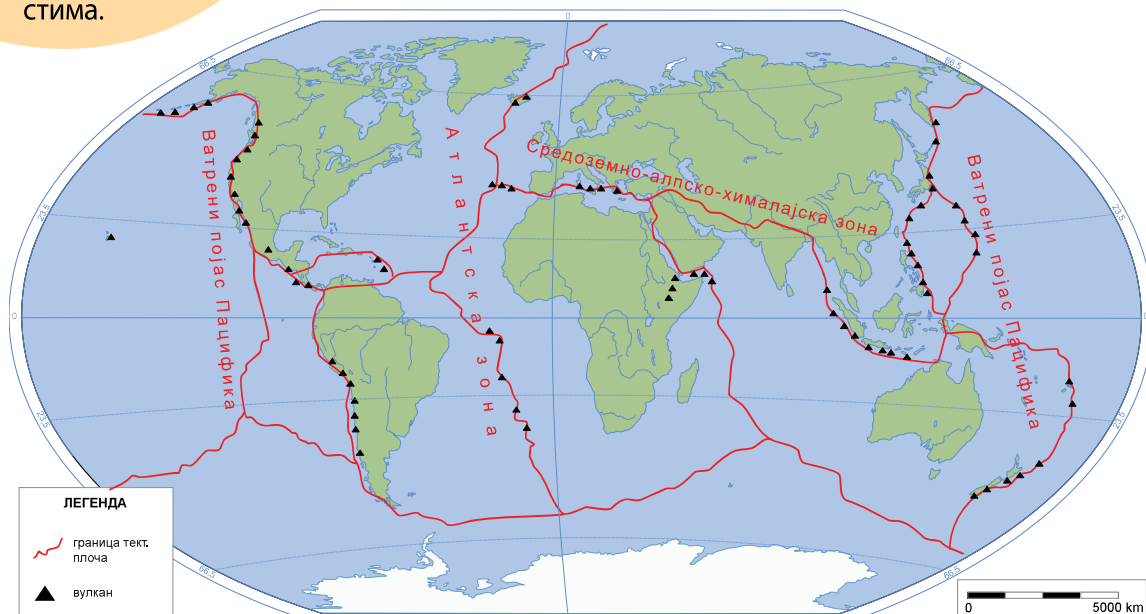 стима.
0
66,5
66,5
Ватрени појас Пацифика
Атлантска зона
Средоземно-алпско-хималајска зона
Ватрени појас Пацифика
23,5
23,5
0
0
23,5
23,5
66,5
66,5
ЛЕГЕНДА
граница тект.
плоча
вулкан
0
5000 km